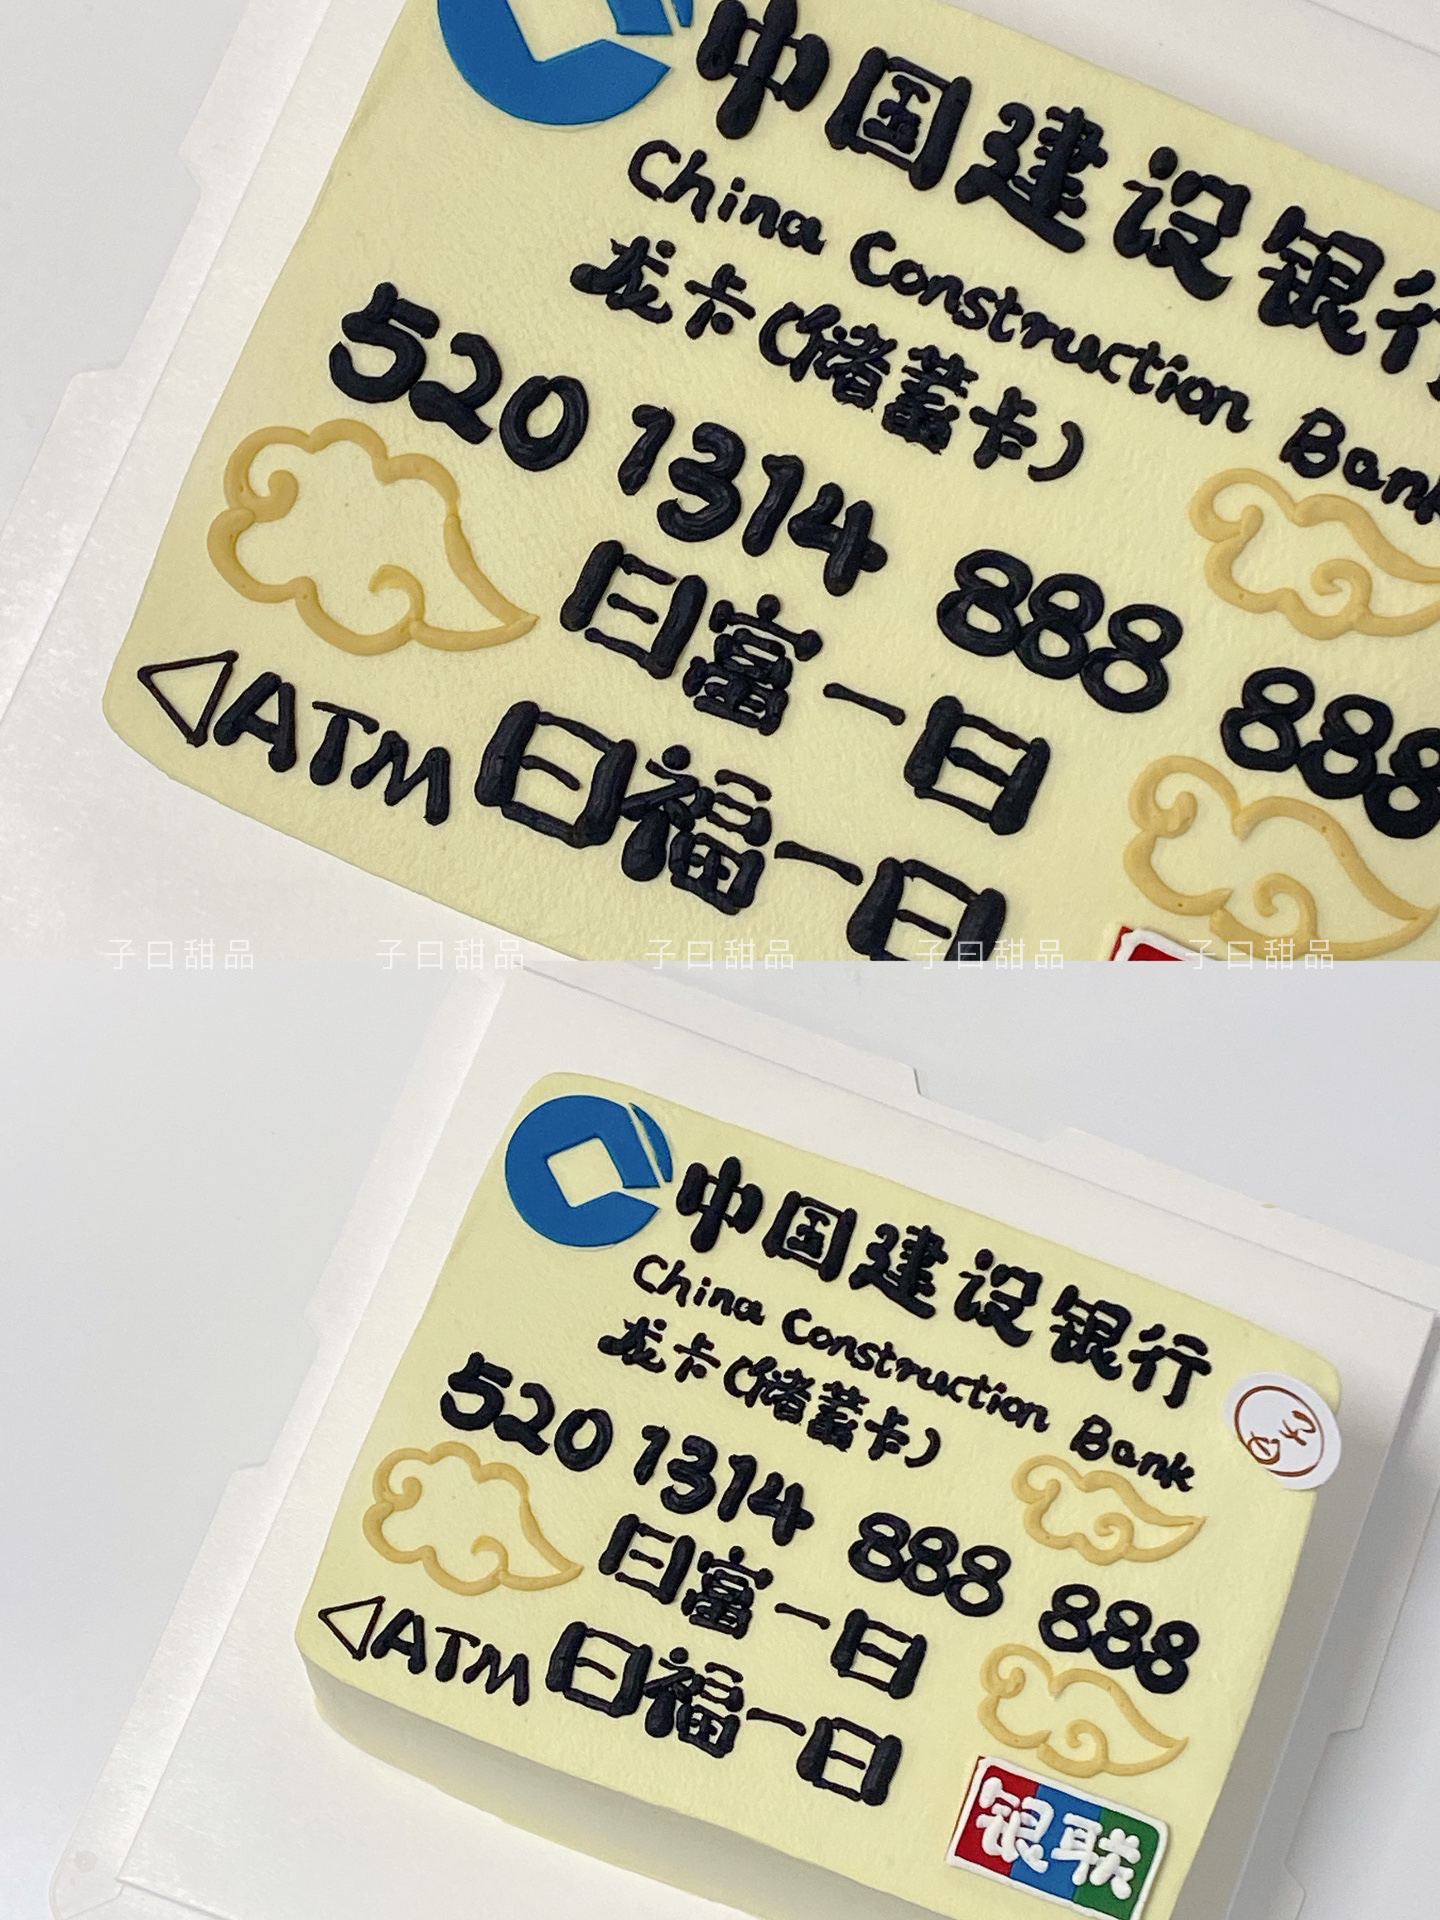 中国建设银行
China Construction Bank
龙卡(储蓄卡)
520 1314 888 888
日富一日
◁ATM 日福一日
子曰甜品 子曰甜品 子曰甜品 子曰甜品 子曰甜品
中国建设银行
China Construction Bank
龙卡(储蓄卡)
520 1314 888 888
日富一日
◁ATM 日福一日
银联